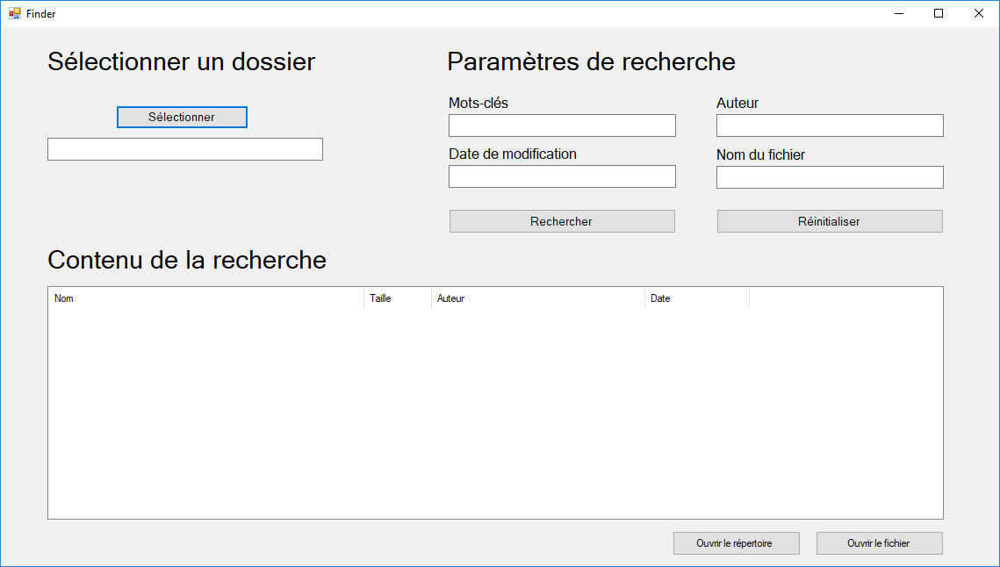 Finder
Sélectionner un dossier
Sélectionner
Paramètres de recherche
Mots-clés
Auteur
Date de modification
Nom du fichier
Rechercher
Réinitialiser
Contenu de la recherche
Nom Taille Auteur Date
Ouvrir le répertoire
Ouvrir le fichier